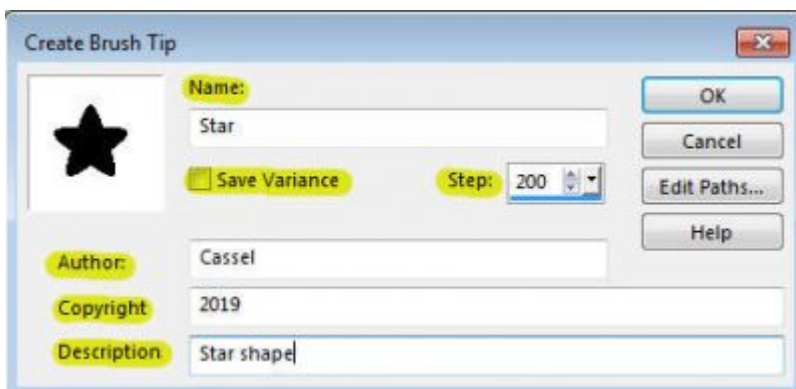 Create Brush Tip
Name:
OK
Star
Cancel
Save Variance
Step: 200
Edit Paths...
Help
Author: Cassel
Copyright 2019
Description Star shape